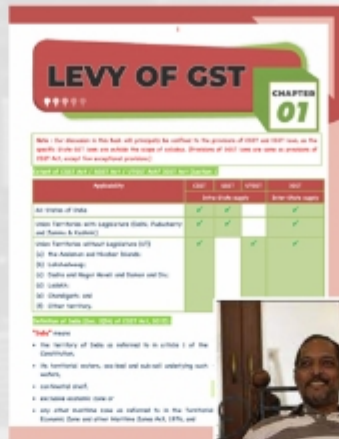 LEVY OF GST
CHAPTER
01
Note : Our discussion in this Book will principally be confined to the provisions of CGST and IGST laws, as the
specific State GST laws are outside the scope of syllabus. (Provisions of SGST Laws are same as provisions of
CGST Act, except few exceptional provisions)
Extent of CGST Act / SGST Act / UTGST Act/ IGST Act (Section 1)
Applicability CGST SGST UTGST IGST
Intra State supply Inter State supply
All States of India ✓ ✓ ✓
Union Territories with Legislature (Delhi, Puducherry
and Jammu & Kashmir) ✓ ✓ ✓
Union Territories without Legislature (UT) ✓ ✓ ✓
(a) The Andaman and Nicobar Islands;
(b) Lakshadweep;
(c) Dadra and Nagar Haveli and Daman and Diu;
(d) Ladakh;
(e) Chandigarh; and
(f) Other territory.
Definition of India [Sec. 2(56) of CGST Act, 2017]
"India" means
• the territory of India as referred to in article 1 of the
Constitution,
• its territorial waters, sea-bed and sub-soil underlying such
waters,
• continental shelf,
• exclusive economic zone or
• any other maritime zone as referred to in the Territorial
Economic Zone and other Maritime Zones Act, 1976, and